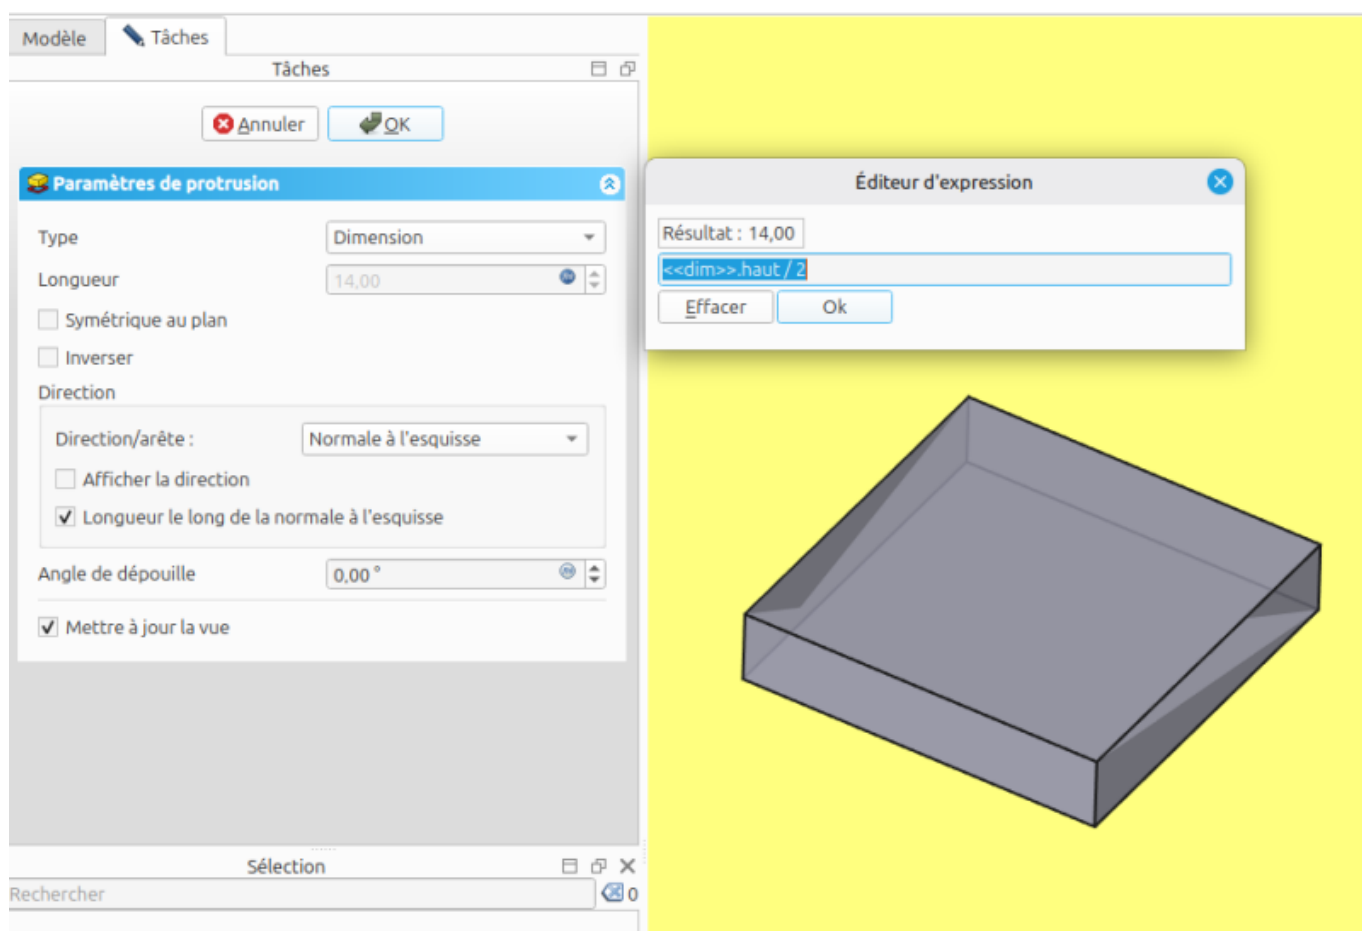 Modèle
Tâches
Tâches
Annuler
OK
Paramètres de protrusion
Type
Dimension
Longueur
14,00
Symétrique au plan
Inverser
Direction
Direction/arête :
Normale à l'esquisse
Afficher la direction
Longueur le long de la normale à l'esquisse
Angle de dépouille
0,00 °
Mettre à jour la vue
Sélection
Rechercher
0
Éditeur d'expression
Résultat : 14,00
<<dim>>.haut / 2
Effacer
Ok